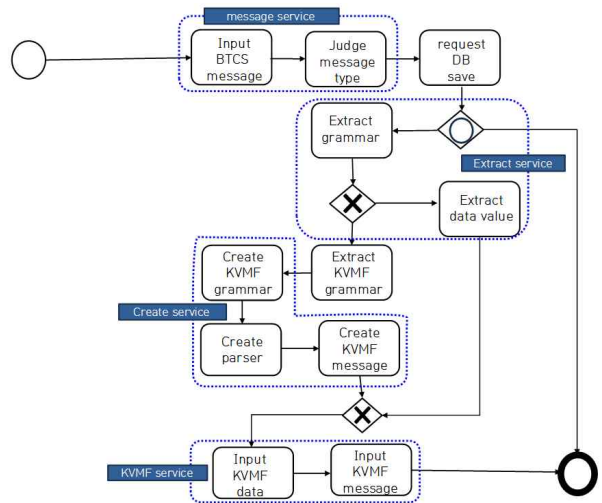 message service
Input
BTCS
message
Judge
message
type
request
DB
save
Extract
grammar
Extract service
Extract
data value
Create
KVMF
grammar
Extract
KVMF
grammar
Create service
Create
parser
Create
KVMF
message
KVMF service
Input
KVMF
data
Input
KVMF
message